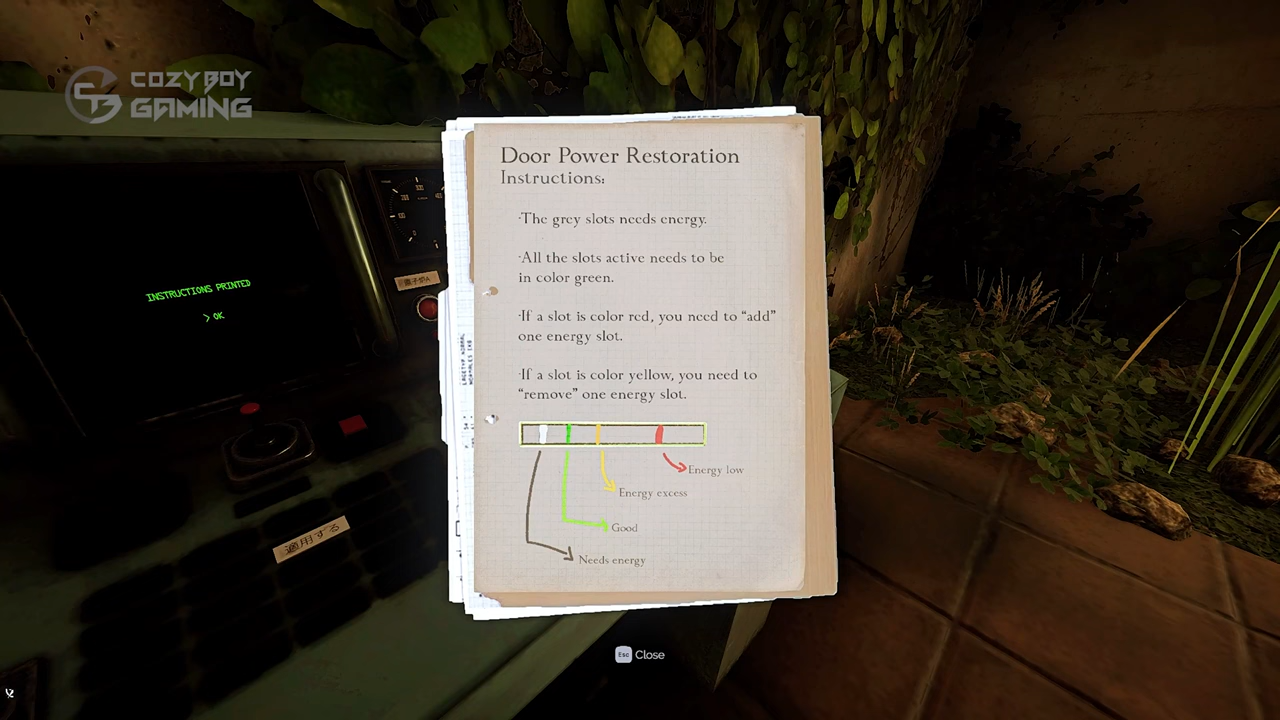 COZY BOY
GAMING
Door Power Restoration
Instructions:
·The grey slots needs energy.
·All the slots active needs to be
in color green.
·If a slot is color red, you need to “add”
one energy slot.
·If a slot is color yellow, you need to
“remove” one energy slot.
Energy low
Energy excess
Good
Needs energy
INSTRUCTIONS PRINTED
> OK
適用する
Esc Close